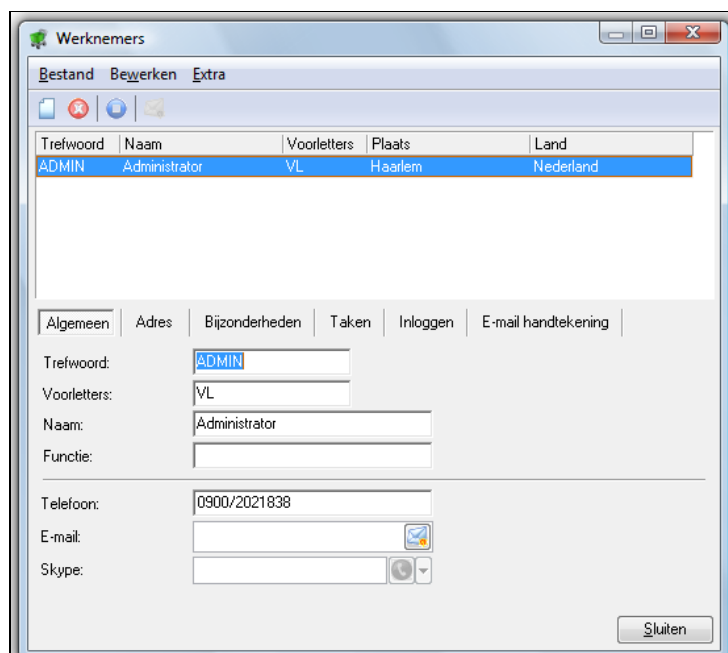 Werknemers
Bestand Bewerken Extra
Trefwoord Naam Voorletters Plaats Land
ADMIN Administrator VL Haarlem Nederland
Algemeen Adres Bijzonderheden Taken Inloggen E-mail handtekening
Trefwoord: ADMIN
Voorletters: VL
Naam: Administrator
Functie:
Telefoon: 0900/2021838
E-mail:
Skype:
Sluiten